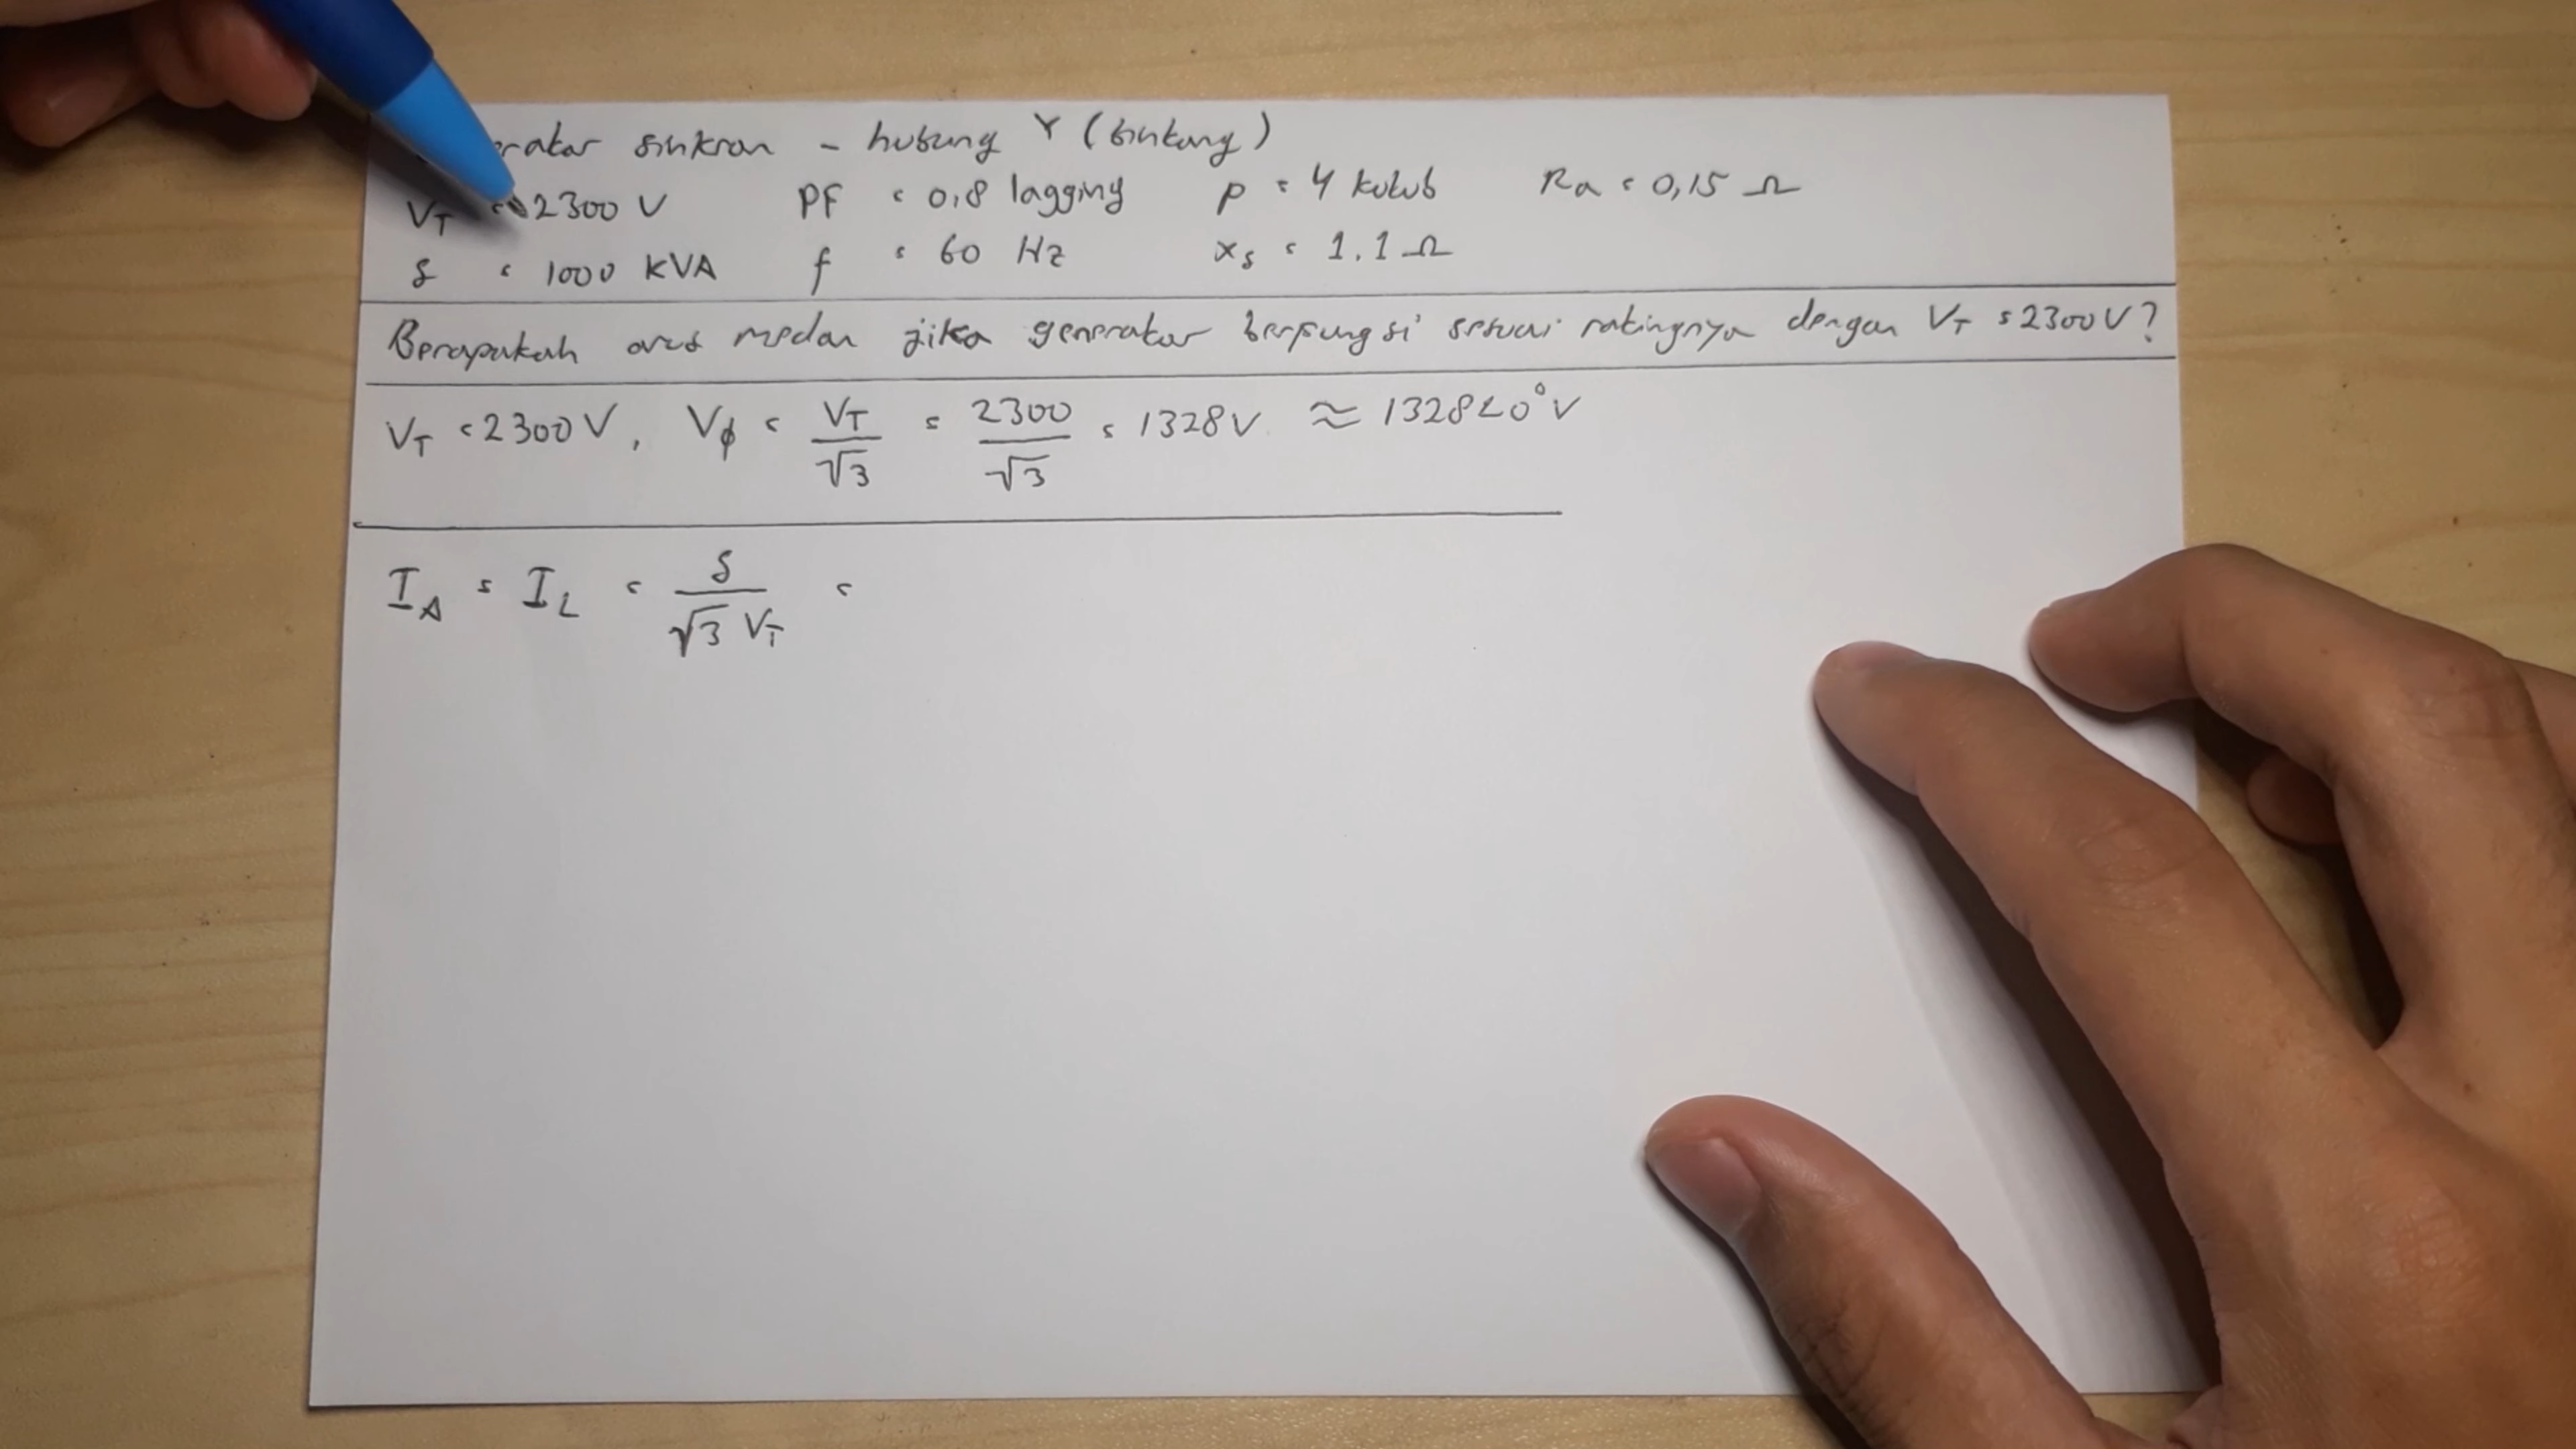 sinkron - hubung Y (bintang)
VT = 2300 V PF = 0,8 lagging P = 4 kutub Ra = 0,15 Ω
S = 1000 KVA f = 60 Hz Xs = 1.1 Ω
Berapakah arus medan jika generator berfungsi sesuai ratingnya dengan VT = 2300 V?
VT = 2300 V, Vφ = VT/√3 = 2300/√3 = 1328 V ≈ 1328∠0° V
IA = IL = S/(√3 VT) =